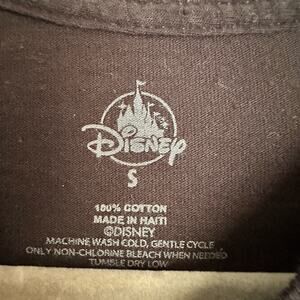 Disney
S
100% COTTON
MADE IN HAITI
©DISNEY
MACHINE WASH COLD, GENTLE CYCLE
ONLY NON-CHLORINE BLEACH WHEN NEEDED
TUMBLE DRY LOW